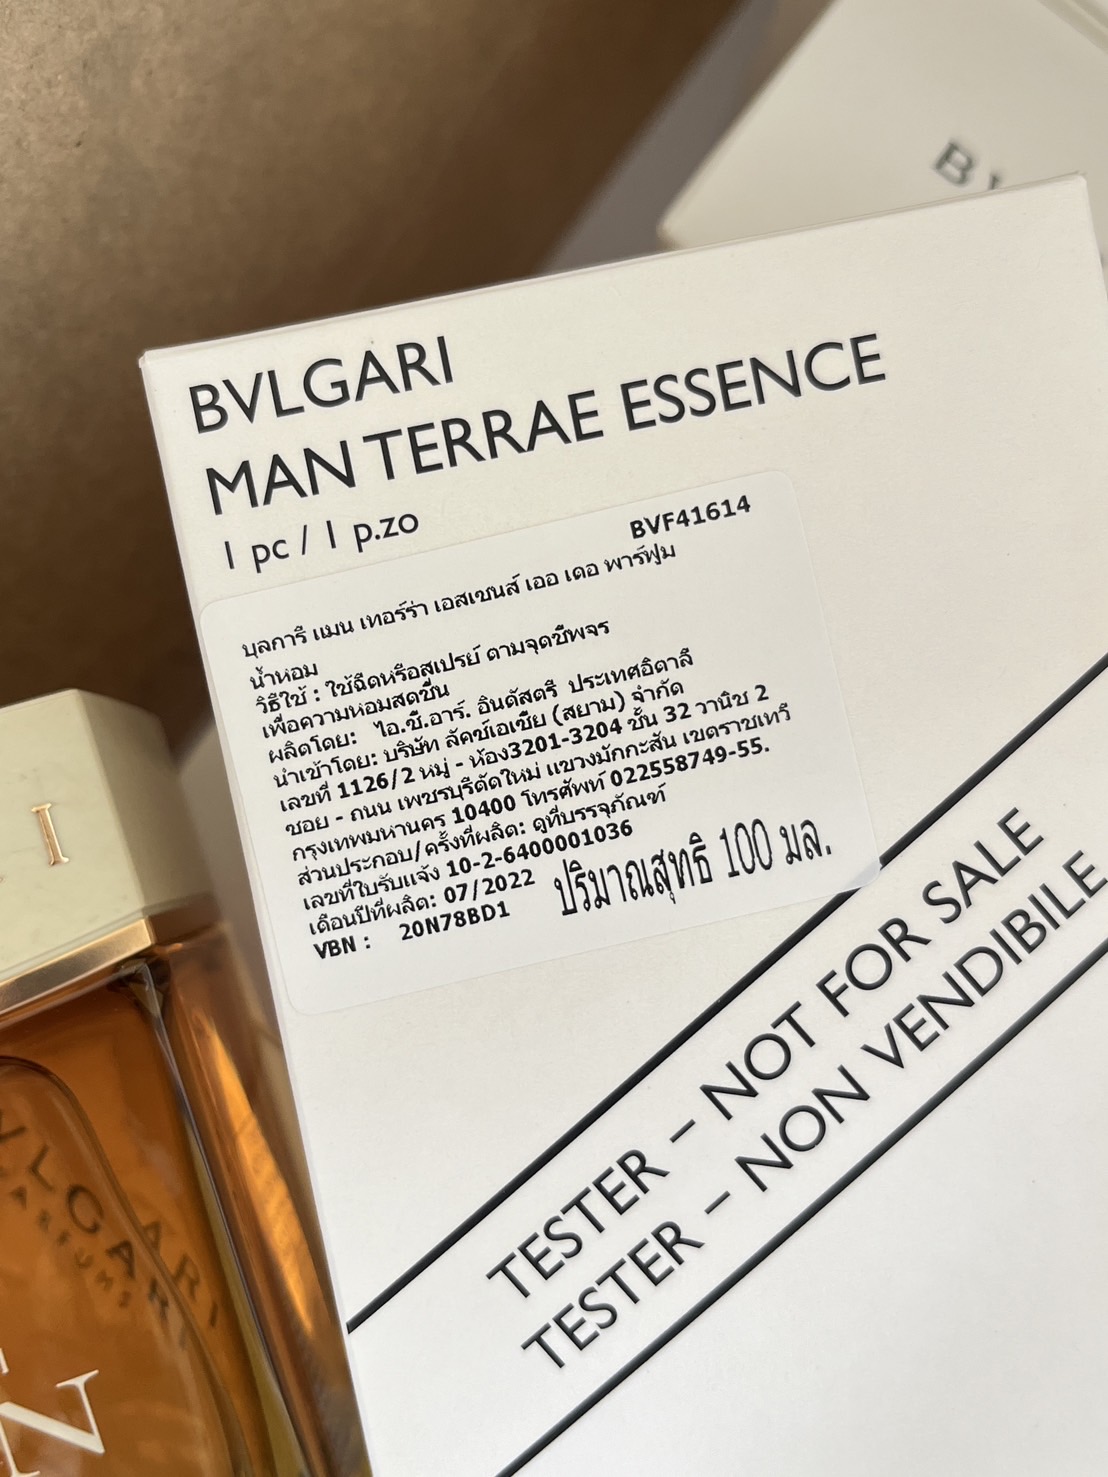 BVLGARI
MAN TERRAE ESSENCE
1 pc / 1 p.zo
BVF41614
บุลการี แมน เทอร์ร่า เอสเซนส์ เออ เดอ พาร์ฟูม
น้ำหอม
วิธีใช้ : ใช้ฉีดหรือสเปรย์ ตามจุดชีพจร
เพื่อความหอมสดชื่น
ผลิตโดย: ไอ.ซี.อาร์. อินดัสตรี ประเทศอิตาลี
นำเข้าโดย: บริษัท ลัคซ์เอเชีย (สยาม) จำกัด
เลขที่ 1126/2 หมู่ - ห้อง3201-3204 ชั้น 32 วานิช 2
ซอย - ถนน เพชรบุรีตัดใหม่ แขวงมักกะสัน เขตราชเทวี
กรุงเทพมหานคร 10400 โทรศัพท์ 022558749-55.
ส่วนประกอบ/ครั้งที่ผลิต: ดูที่บรรจุภัณฑ์
เลขที่ใบรับแจ้ง 10-2-6400001036
เดือนปีที่ผลิต: 07/2022
VBN : 20N78BD1
ปริมาณสุทธิ 100 มล.
TESTER – NOT FOR SALE
TESTER – NON VENDIBILE